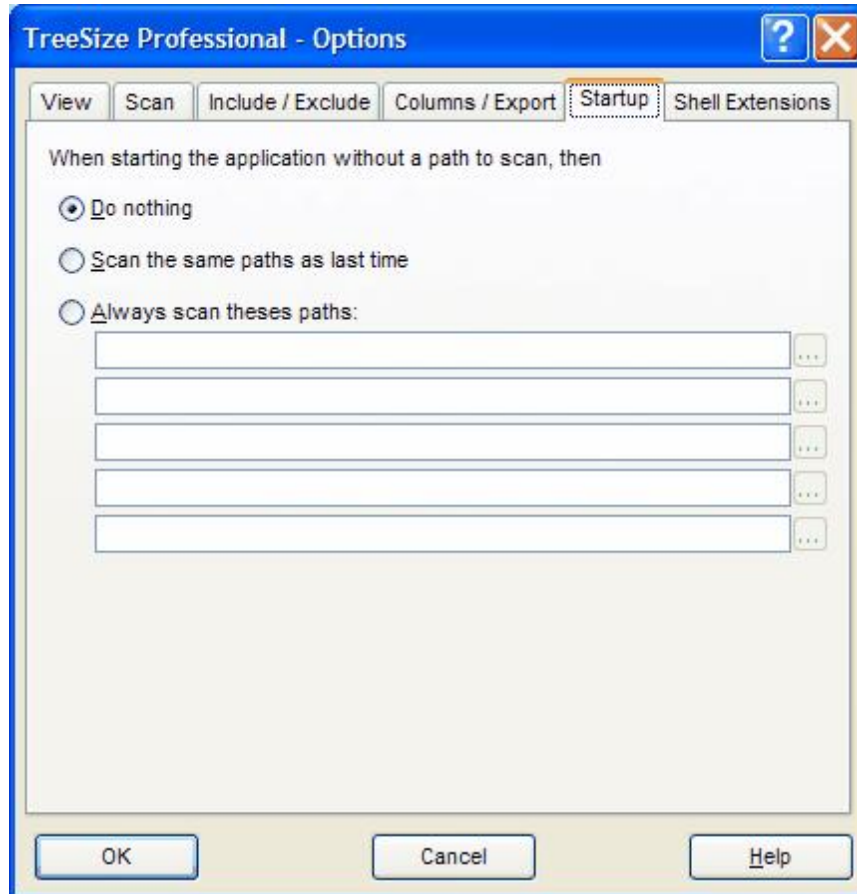 TreeSize Professional - Options
View Scan Include / Exclude Columns / Export Startup Shell Extensions
When starting the application without a path to scan, then
Do nothing
Scan the same paths as last time
Always scan theses paths:
...
...
...
...
...
OK Cancel Help